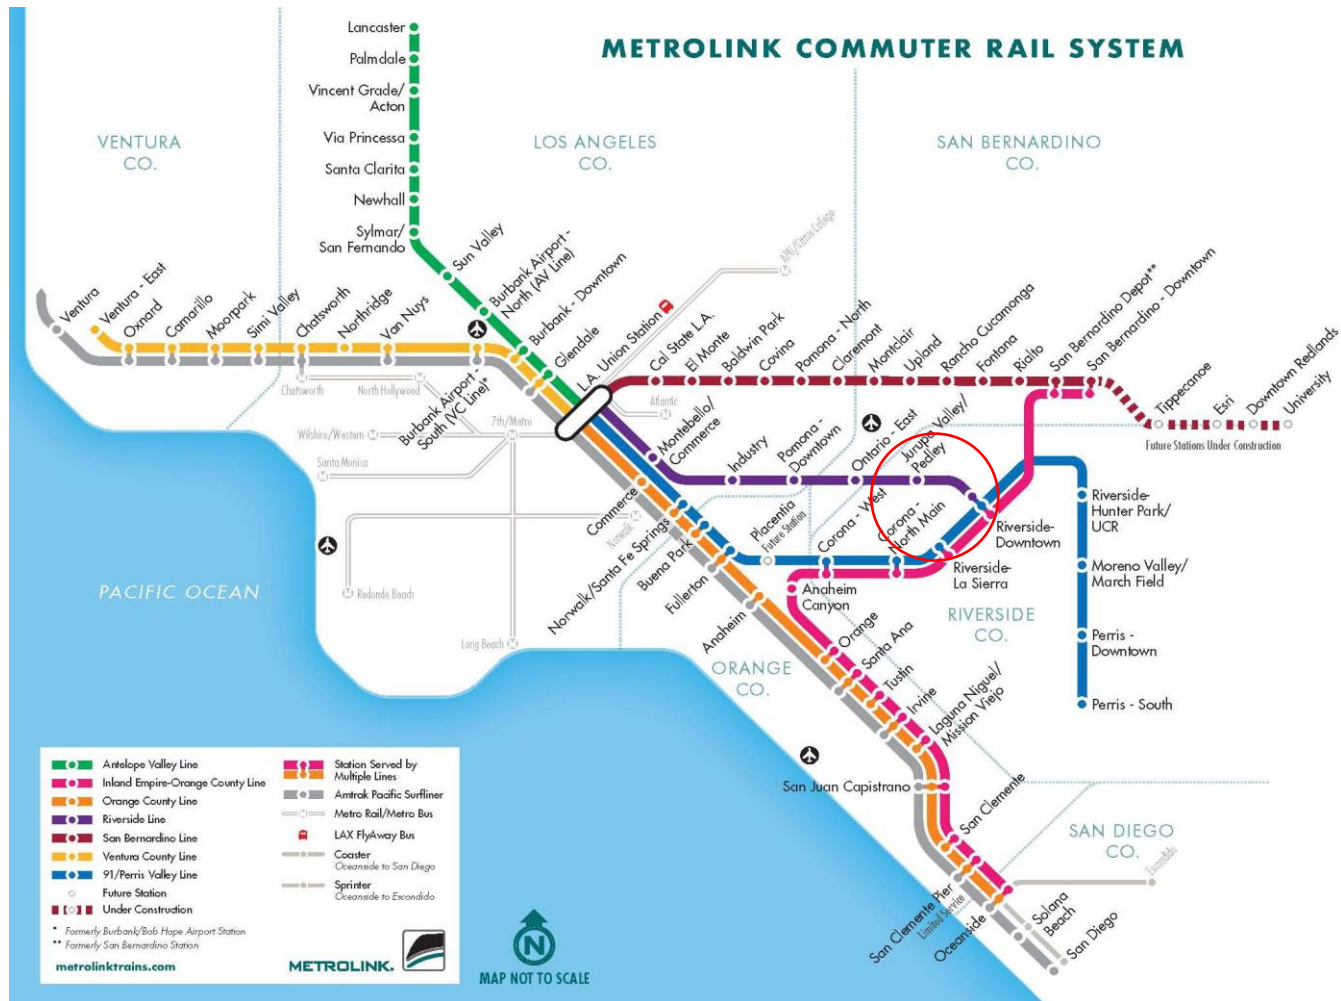 METROLINK COMMUTER RAIL SYSTEM
Lancaster
Palmdale
Vincent Grade/
Acton
Via Princessa
Santa Clarita
Newhall
Sylmar/
San Fernando
VENTURA
CO.
LOS ANGELES
CO.
SAN BERNARDINO
CO.
Sun Valley
Burbank Airport -
North (AV Line)
Burbank - Downtown
Glendale
L.A. Union Station
APU/Citrus College
Ventura
Ventura - East
Oxnard
Camarillo
Moorpark
Simi Valley
Chatsworth
Northridge
Van Nuys
Burbank Airport -
South (VC Line)*
Cal State L.A.
El Monte
Baldwin Park
Covina
Pomona - North
Claremont
Montclair
Upland
Rancho Cucamonga
Fontana
Rialto
San Bernardino Depot**
San Bernardino - Downtown
Tippecanoe
Esri
Downtown Redlands
University
Future Stations Under Construction
Chatsworth
North Hollywood
Wilshire/Western
7th/Metro
Santa Monica
Atlantic
Norwalk
Redondo Beach
Long Beach
Montebello/
Commerce
Industry
Pomona -
Downtown
Ontario - East
Jurupa Valley/
Pedley
Commerce
Norwalk/Santa Fe Springs
Buena Park
Fullerton
Anaheim
Placentia
Future Station
Corona - West
Corona -
North Main
Riverside-
Downtown
Riverside-
La Sierra
Riverside-
Hunter Park/
UCR
Moreno Valley/
March Field
Perris -
Downtown
Perris - South
Anaheim
Canyon
Orange
Santa Ana
Tustin
Irvine
Laguna Niguel/
Mission Viejo
San Juan Capistrano
San Clemente
San Clemente Pier
Limited Service
Oceanside
Solana
Beach
San Diego
Escondido
PACIFIC OCEAN
ORANGE
CO.
RIVERSIDE
CO.
SAN DIEGO
CO.
Antelope Valley Line
Inland Empire-Orange County Line
Orange County Line
Riverside Line
San Bernardino Line
Ventura County Line
91/Perris Valley Line
Future Station
Under Construction
* Formerly Burbank/Bob Hope Airport Station
** Formerly San Bernardino Station
metrolinktrains.com
Station Served by
Multiple Lines
Amtrak Pacific Surfliner
Metro Rail/Metro Bus
LAX FlyAway Bus
Coaster
Oceanside to San Diego
Sprinter
Oceanside to Escondido
METROLINK.
N
MAP NOT TO SCALE